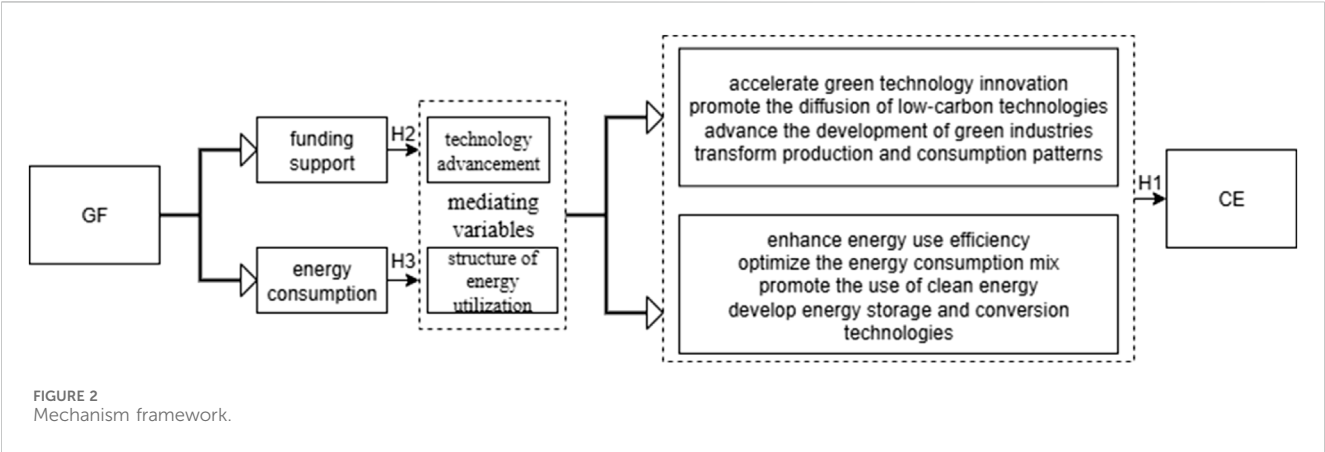 GF
funding
support
H2
technology
advancement
mediating
variables
energy
consumption
H3
structure of
energy
utilization
accelerate green technology innovation
promote the diffusion of low-carbon technologies
advance the development of green industries
transform production and consumption patterns
enhance energy use efficiency
optimize the energy consumption mix
promote the use of clean energy
develop energy storage and conversion
technologies
H1
CE
FIGURE 2
Mechanism framework.